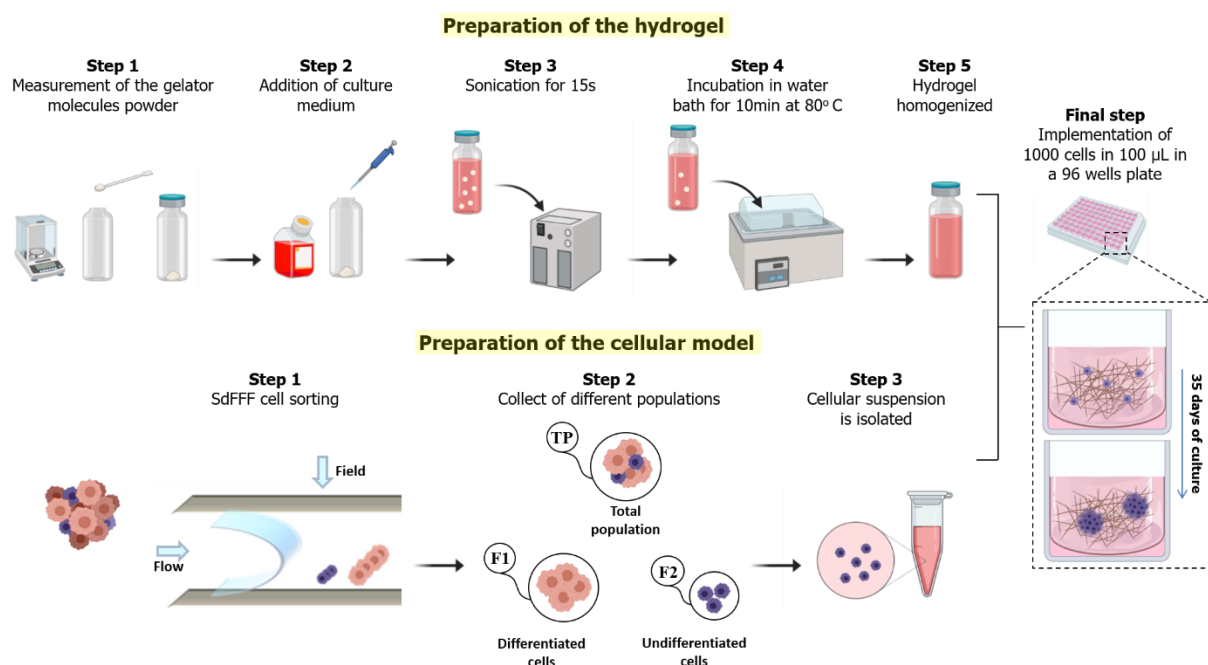 Preparation of the hydrogel
Step 1
Measurement of the gelator
molecules powder
Step 2
Addition of culture
medium
Step 3
Sonication for 15s
Step 4
Incubation in water
bath for 10min at 80° C
Step 5
Hydrogel
homogenized
Final step
Implementation of
1000 cells in 100 µL in
a 96 wells plate
35 days of culture
Preparation of the cellular model
Step 1
SdFFF cell sorting
Field
Flow
Step 2
Collect of different populations
TP
Total
population
F1
Differentiated
cells
F2
Undifferentiated
cells
Step 3
Cellular suspension
is isolated